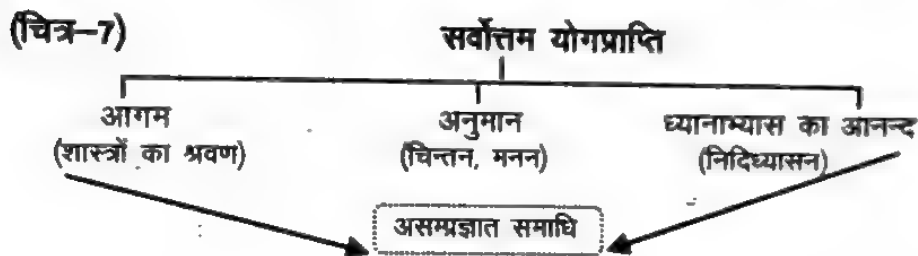 (चित्र–7)
सर्वोत्तम योगप्राप्ति
आगम अनुमान ध्यानाभ्यास का आनन्द
(शास्त्रों का श्रवण) (चिन्तन, मनन) (निदिध्यासन)
असम्प्रज्ञात समाधि